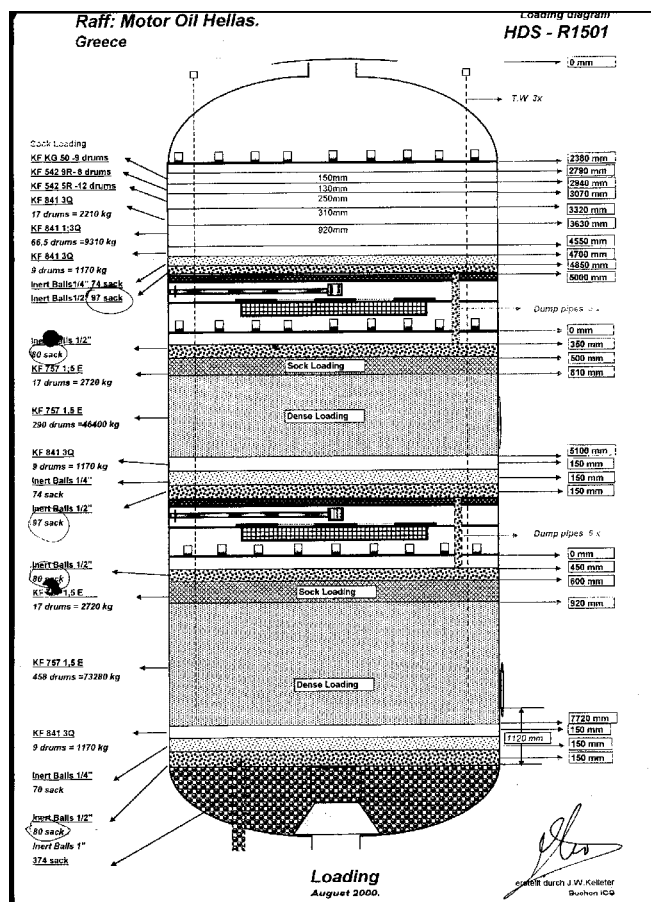 Raff: Motor Oil Hellas.
Greece
Loading diagram
HDS - R1501
0 mm
T.W. 3x
Sock Loading
KF KG 50 -9 drums
KF 542 9R- 8 drums
KF 542 5R -12 drums
KF 841 3Q
17 drums = 2210 kg
KF 841 1;3Q
66,5 drums =9310 kg
KF 841 3Q
9 drums = 1170 kg
Inert Balls1/4" 74 sack
Inert Balls1/2" 97 sack
150mm
130mm
250mm
310mm
920mm
2380 mm
2790 mm
2940 mm
3070 mm
3320 mm
3630 mm
4550 mm
4700 mm
4850 mm
5000 mm
Dump pipes
0 mm
350 mm
500 mm
810 mm
Inert Balls 1/2"
80 sack
KF 757 1,5 E
17 drums = 2720 kg
Sock Loading
KF 757 1,5 E
290 drums =46400 kg
Dense Loading
KF 841 3Q
9 drums = 1170 kg
Inert Balls 1/4"
74 sack
Inert Balls 1/2"
97 sack
5100 mm
150 mm
150 mm
150 mm
Dump pipes 5 x
0 mm
450 mm
600 mm
920 mm
Inert Balls 1/2"
80 sack
1,5 E
17 drums = 2720 kg
Sock Loading
KF 757 1,5 E
458 drums =73280 kg
Dense Loading
7720 mm
150 mm
1120 mm
150 mm
150 mm
KF 841 3Q
9 drums = 1170 kg
Inert Balls 1/4"
78 sack
Inert Balls 1/2"
80 sack
Inert Balls 1"
374 sack
Loading
August 2000.
erstellt durch J.W.Kelleter
Buchen ICS